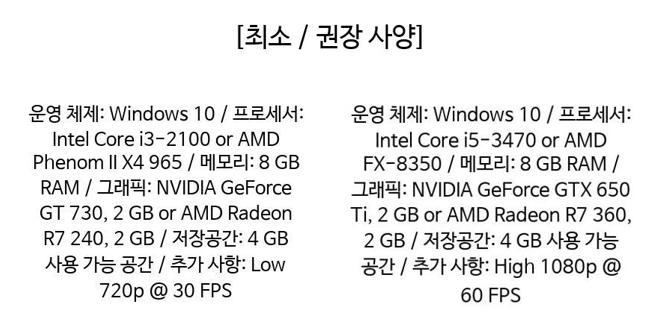 [최소 / 권장 사양]
운영 체제: Windows 10 / 프로세서:
Intel Core i3-2100 or AMD
Phenom II X4 965 / 메모리: 8 GB
RAM / 그래픽: NVIDIA GeForce
GT 730, 2 GB or AMD Radeon
R7 240, 2 GB / 저장공간: 4 GB
사용 가능 공간 / 추가 사항: Low
720p @ 30 FPS
운영 체제: Windows 10 / 프로세서:
Intel Core i5-3470 or AMD
FX-8350 / 메모리: 8 GB RAM /
그래픽: NVIDIA GeForce GTX 650
Ti, 2 GB or AMD Radeon R7 360,
2 GB / 저장공간: 4 GB 사용 가능
공간 / 추가 사항: High 1080p @
60 FPS